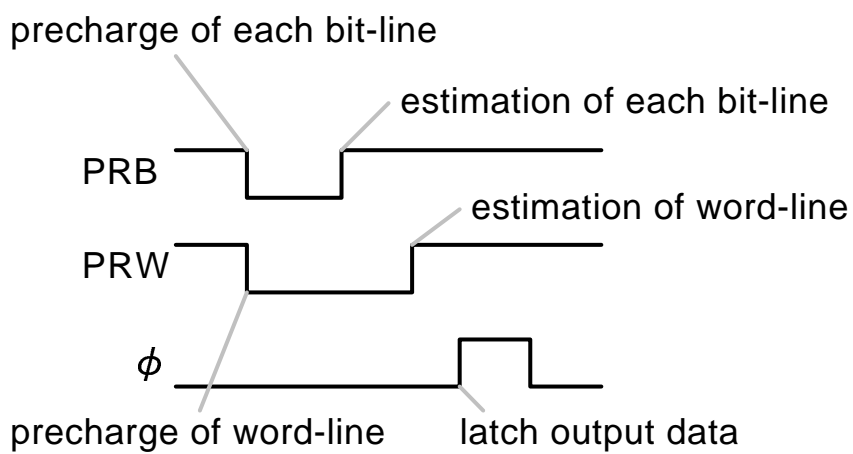 precharge of each bit-line
estimation of each bit-line
PRB
estimation of word-line
PRW
ϕ
precharge of word-line
latch output data